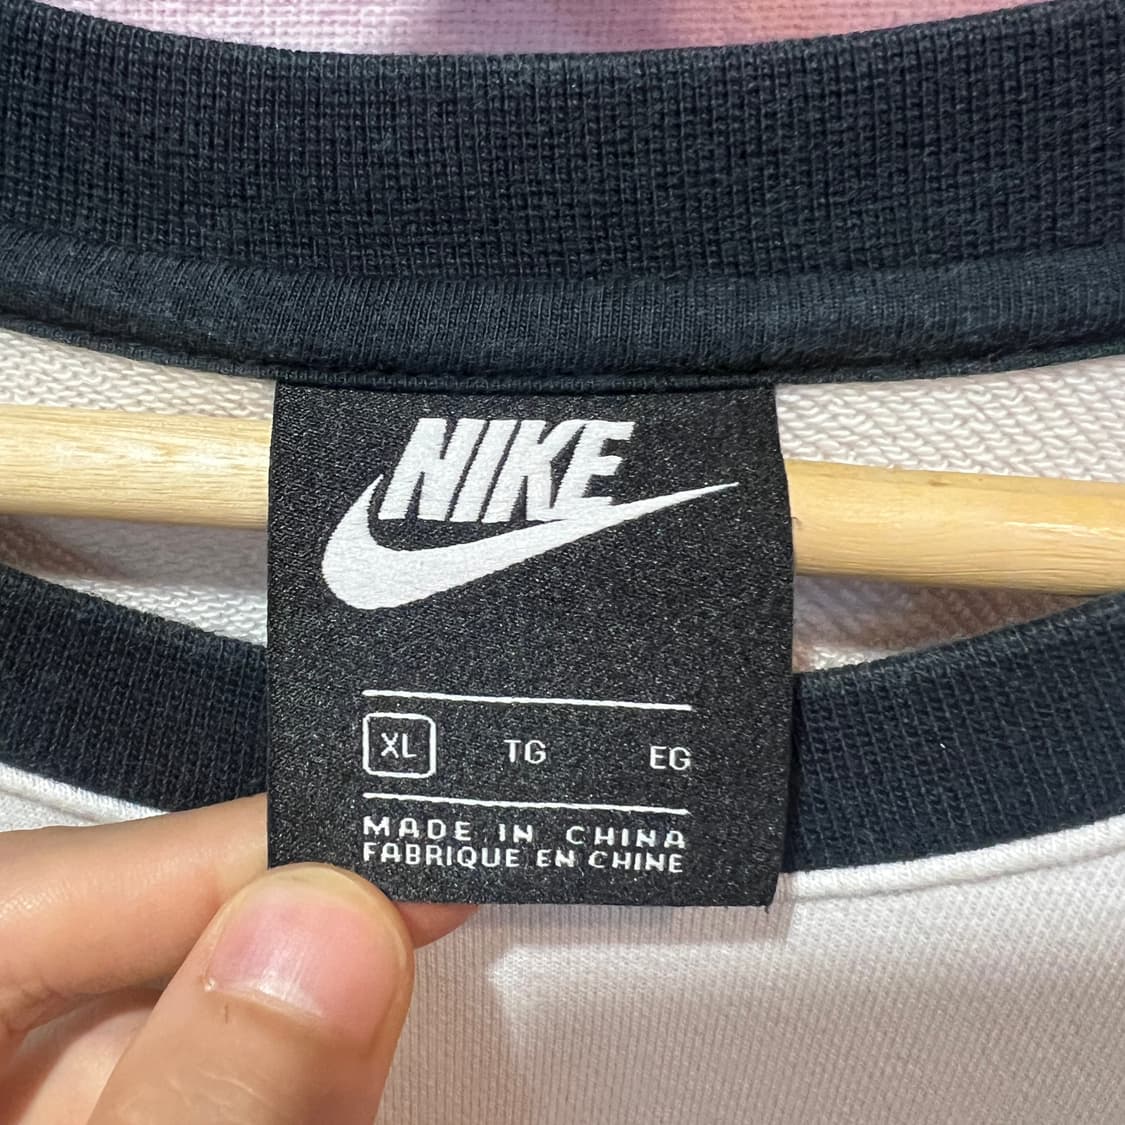 NIKE
XL TG EG
MADE IN CHINA
FABRIQUE EN CHINE